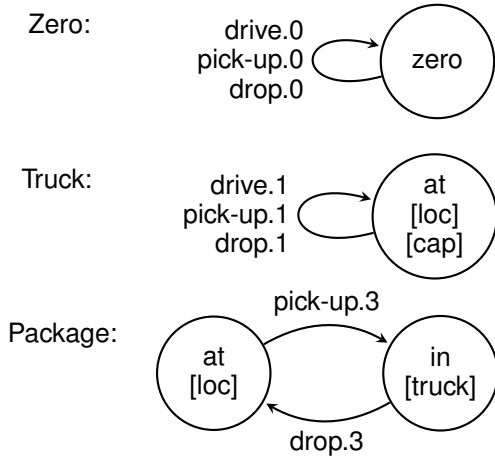 Zero:
drive.0
pick-up.0
drop.0
zero
Truck:
drive.1
pick-up.1
drop.1
at
[loc]
[cap]
Package:
at
[loc]
pick-up.3
in
[truck]
drop.3